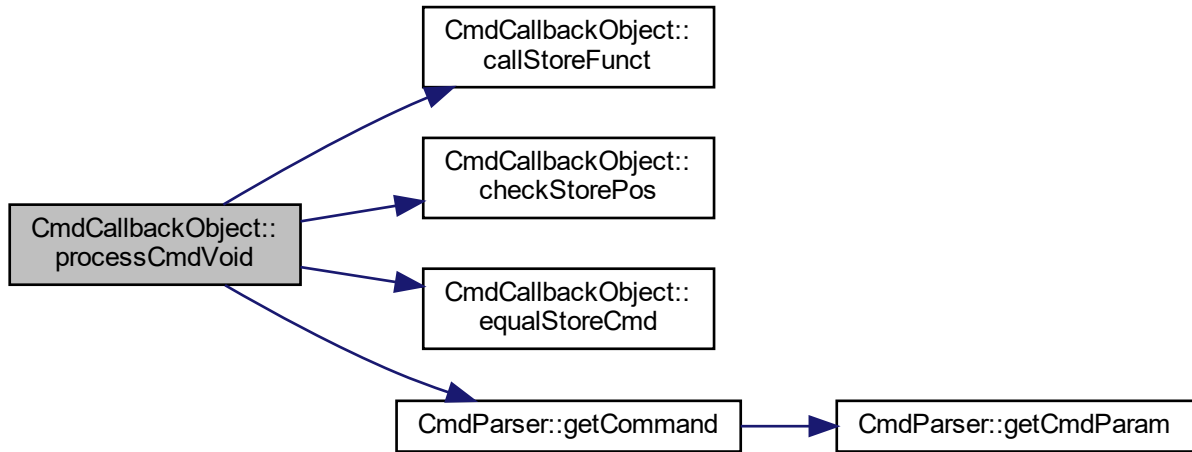 CmdCallbackObject::
callStoreFunct
CmdCallbackObject::
checkStorePos
CmdCallbackObject::
processCmdVoid
CmdCallbackObject::
equalStoreCmd
CmdParser::getCommand
CmdParser::getCmdParam